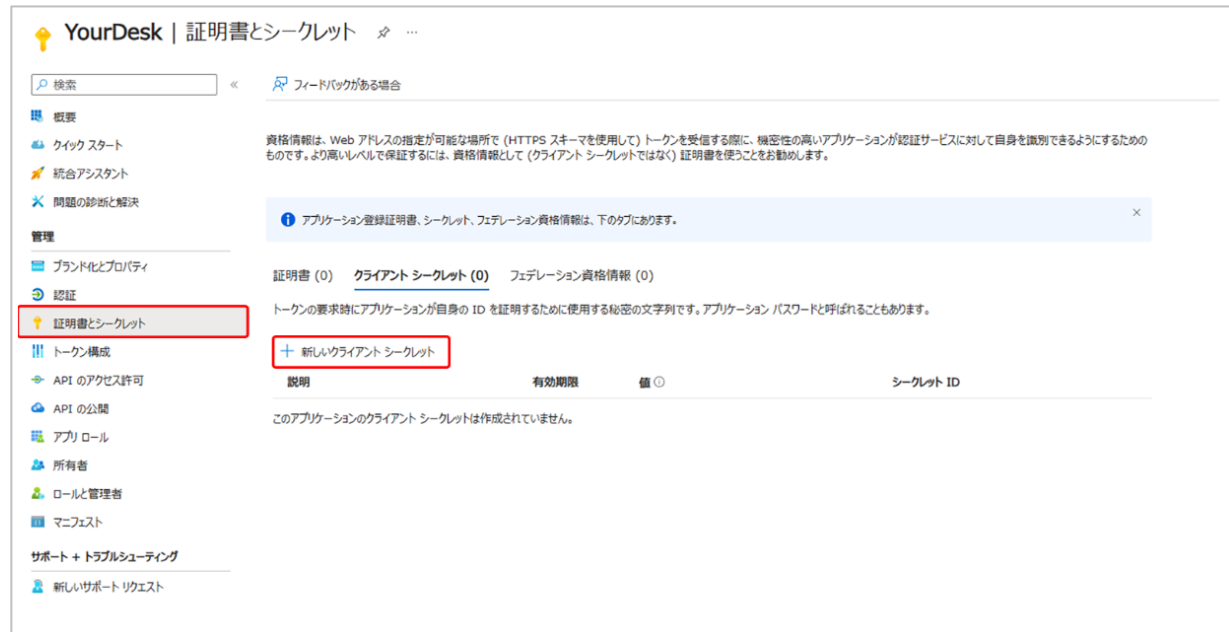 YourDesk | 証明書とシークレット
検索
フィードバックがある場合
概要
クイック スタート
統合アシスタント
問題の診断と解決
管理
ブランド化とプロパティ
認証
証明書とシークレット
トークン構成
API のアクセス許可
API の公開
アプリ ロール
所有者
ロールと管理者
マニフェスト
サポート + トラブルシューティング
新しいサポート リクエスト
資格情報は、Web アドレスの指定が可能な場所で (HTTPS スキーマを使用して) トークンを受信する際に、機密性の高いアプリケーションが認証サービスに対して自身を識別できるようにするための
ものです。より高いレベルで保証するには、資格情報として (クライアント シークレットではなく) 証明書を使うことをお勧めします。
アプリケーション登録証明書、シークレット、フェデレーション資格情報は、下のタブにあります。
証明書 (0) クライアント シークレット (0) フェデレーション資格情報 (0)
トークンの要求時にアプリケーションが自身の ID を証明するために使用する秘密の文字列です。アプリケーション パスワードと呼ばれることもあります。
新しいクライアント シークレット
説明 有効期限 値 シークレット ID
このアプリケーションのクライアント シークレットは作成されていません。